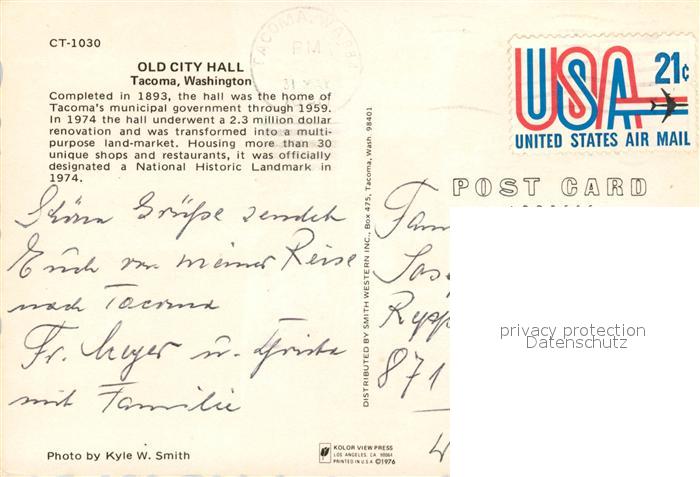 CT-1030
OLD CITY HALL
Tacoma, Washington
Completed in 1893, the hall was the home of
Tacoma's municipal government through 1959.
In 1974 the hall underwent a 2.3 million dollar
renovation and was transformed into a multi-
purpose land-market. Housing more than 30
unique shops and restaurants, it was officially
designated a National Historic Landmark in
1974.
Schöne Grüße sendet
Euch von meiner Reise
nach Tacoma
Fr. Meyer u.
mit Familie
Photo by Kyle W. Smith
TACOMA, WASH
PM
31
DISTRIBUTED BY SMITH WESTERN INC., Box 475, Tacoma, Wash. 98401
KOLOR VIEW PRESS
LOS ANGELES, CA. 90064
PRINTED IN U.S.A. ©1976
USA 21c
UNITED STATES AIR MAIL
POST CARD
Fam
871
privacy protection
Datenschutz